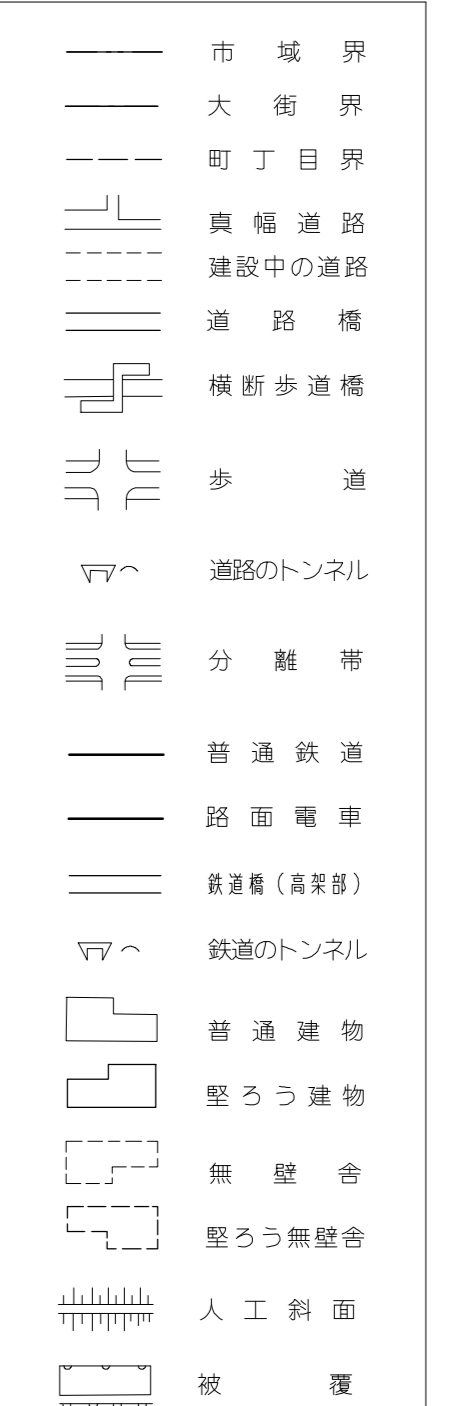 市域界
大街界
町丁目界
真幅道路
建設中の道路
道路橋
横断歩道橋
歩道
道路のトンネル
分離帯
普通鉄道
路面電車
鉄道橋（高架部）
鉄道のトンネル
普通建物
堅ろう建物
無壁舎
堅ろう無壁舎
人工斜面
被覆